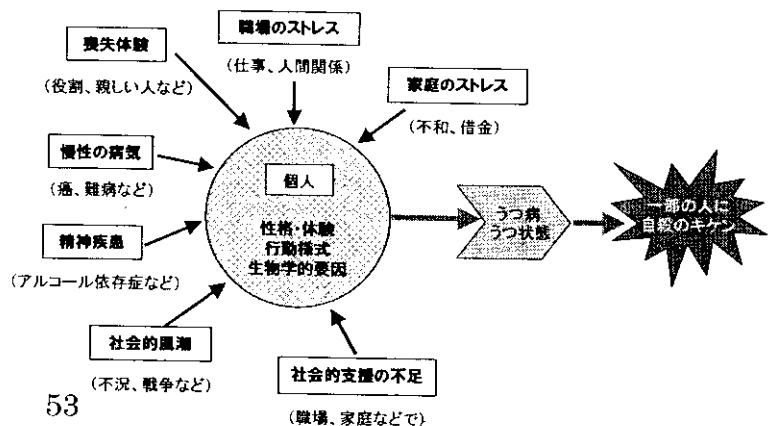 職場のストレス
(仕事、人間関係)
喪失体験
(役割、親しい人など)
家庭のストレス
(不和、借金)
慢性の病気
(癌、難病など)
個人
性格・体験
行動様式
生物学的要因
うつ病
うつ状態
一部の人に
自殺のキケン
精神疾患
(アルコール依存症など)
社会的風潮
(不況、戦争など)
社会的支援の不足
(職場、家庭などで)
53